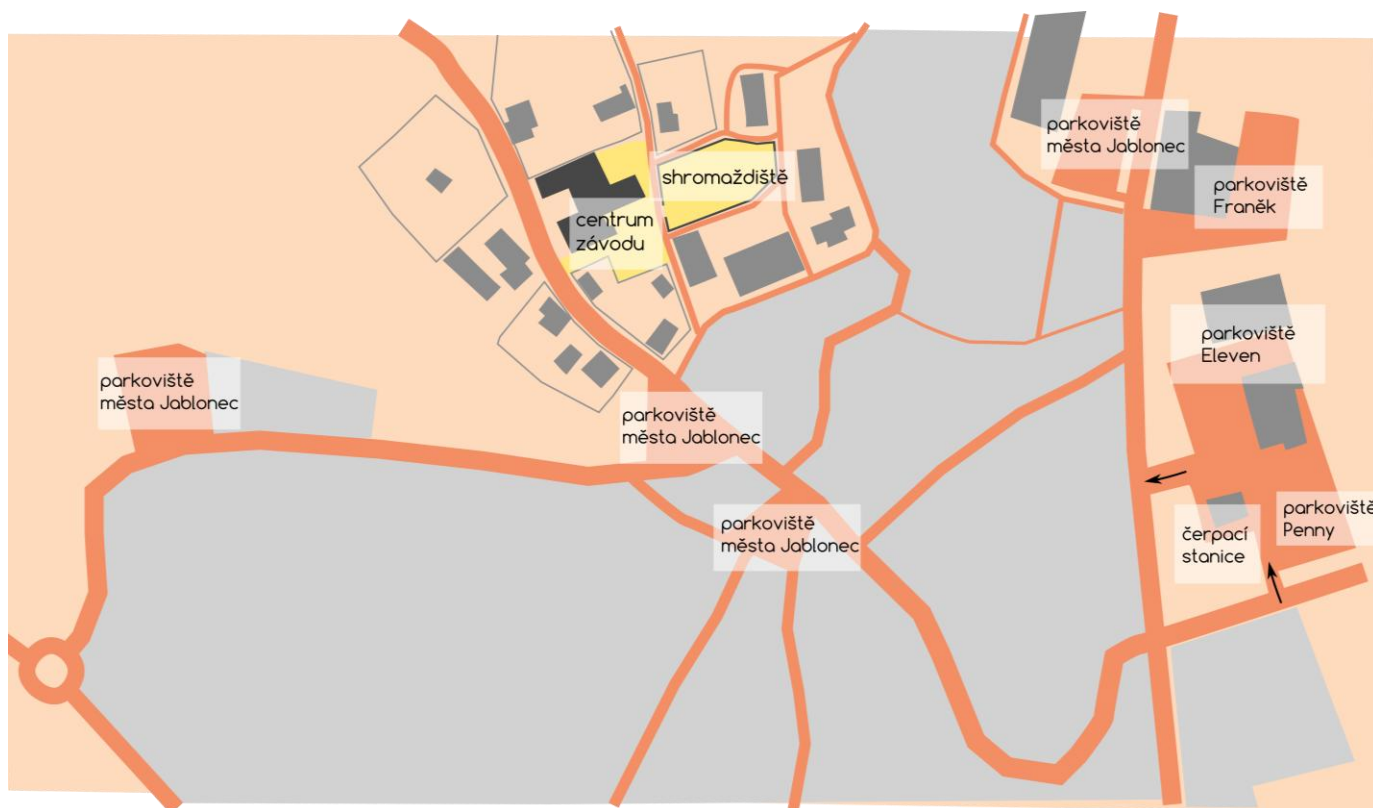 parkoviště
města Jablonec
parkoviště
Franěk
shromaždiště
centrum
závodu
parkoviště
Eleven
parkoviště
města Jablonec
parkoviště
města Jablonec
parkoviště
města Jablonec
parkoviště
Penny
čerpací
stanice